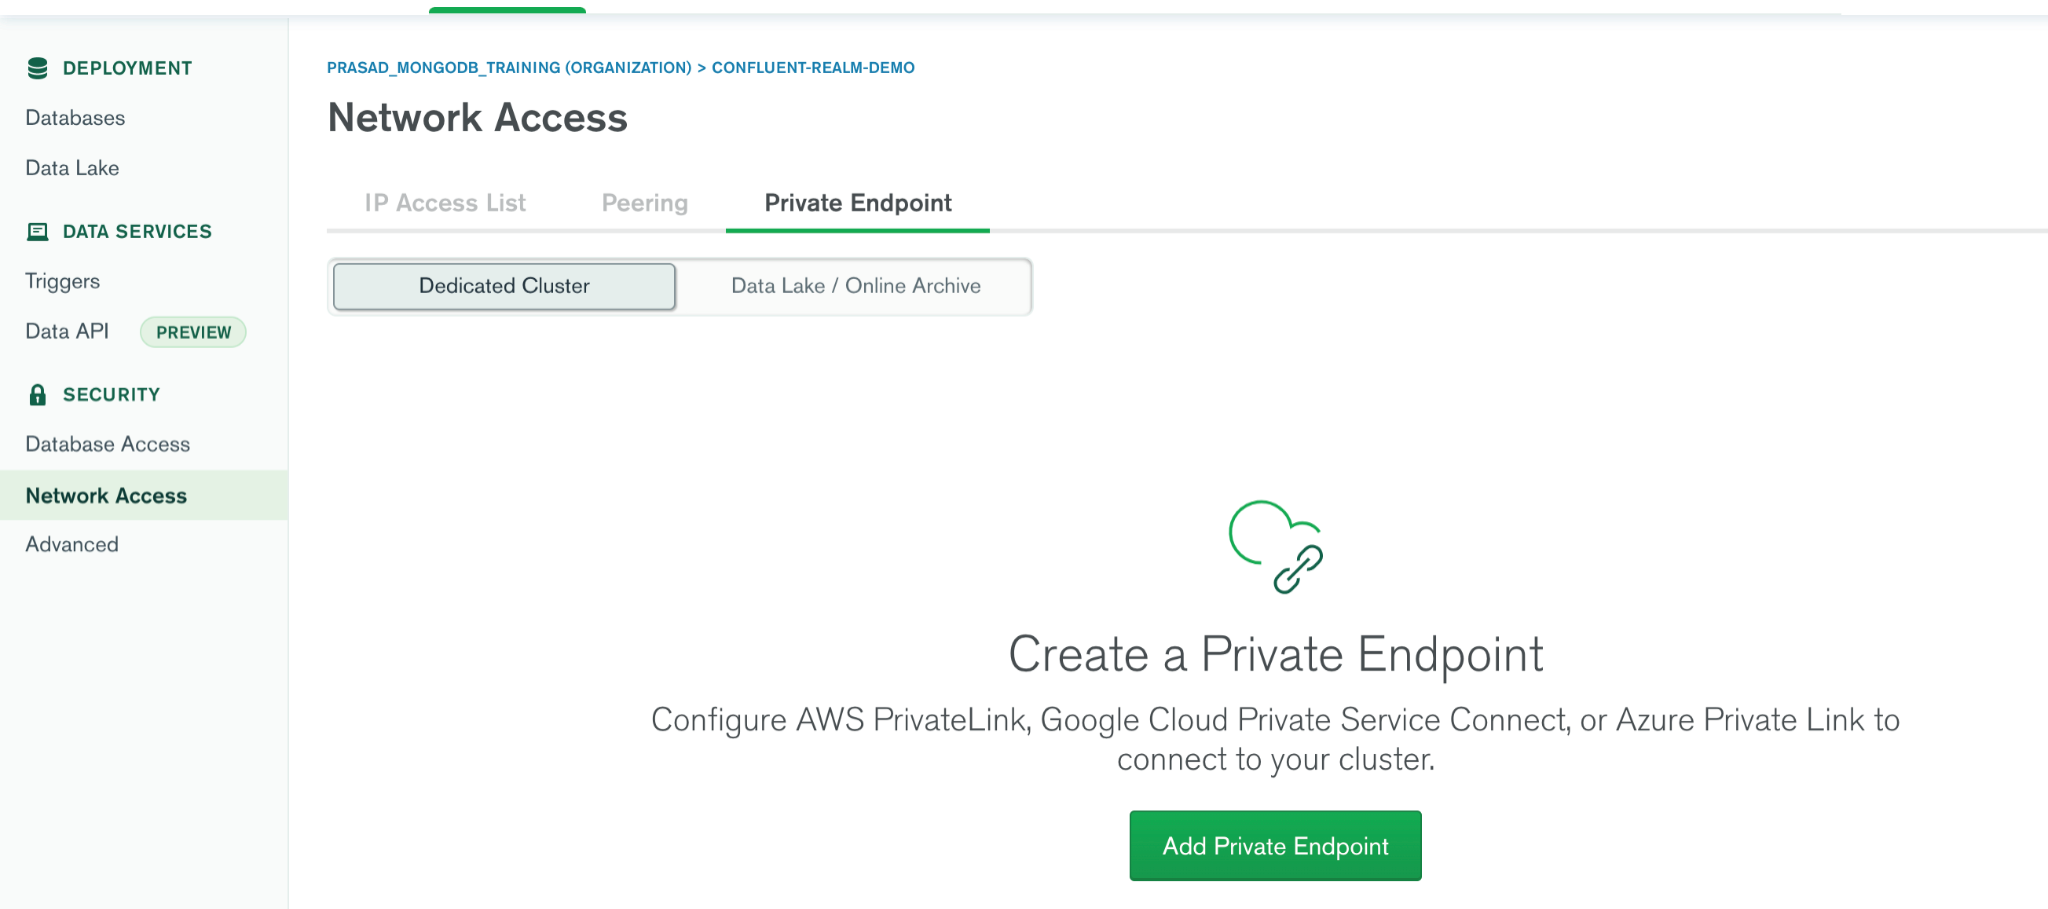 DEPLOYMENT
Databases
Data Lake
DATA SERVICES
Triggers
Data API PREVIEW
SECURITY
Database Access
Network Access
Advanced
PRASAD_MONGODB_TRAINING (ORGANIZATION) > CONFLUENT-REALM-DEMO
Network Access
IP Access List Peering Private Endpoint
Dedicated Cluster Data Lake / Online Archive
Create a Private Endpoint
Configure AWS PrivateLink, Google Cloud Private Service Connect, or Azure Private Link to
connect to your cluster.
Add Private Endpoint